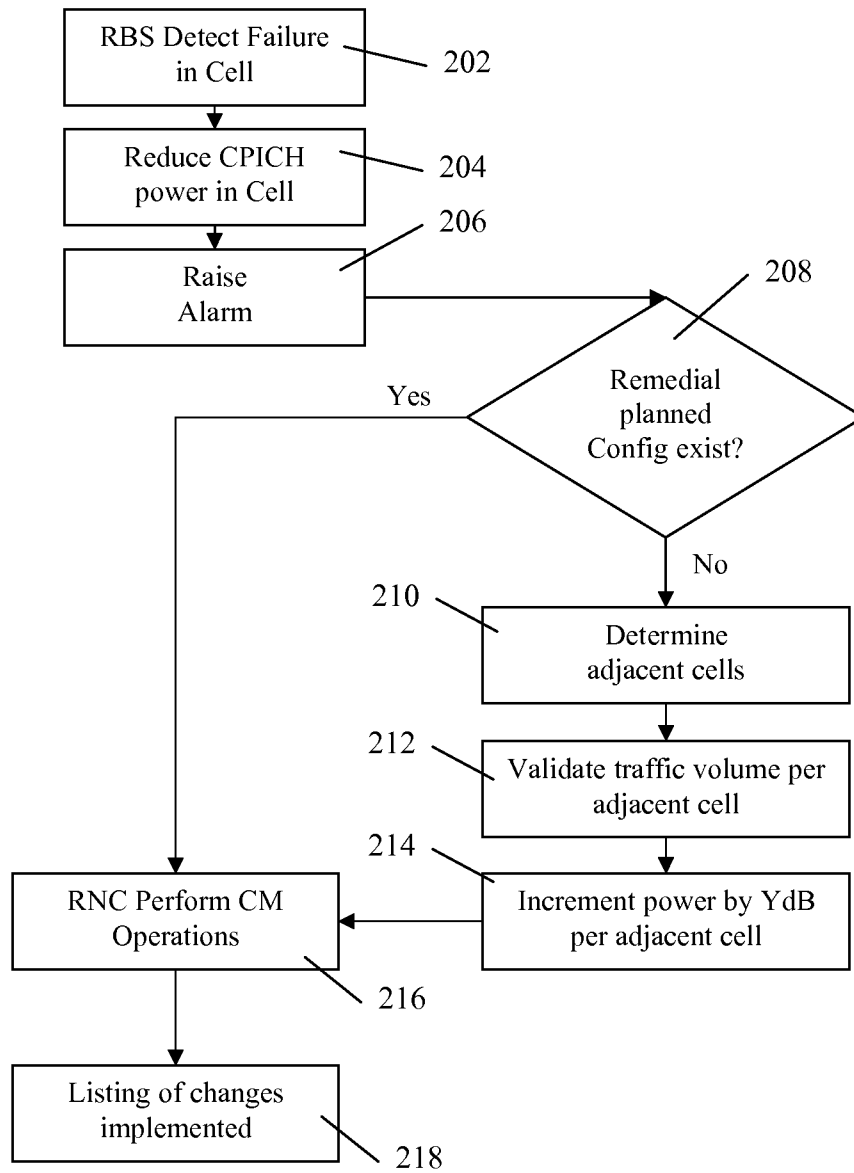 RBS Detect Failure
in Cell
202
Reduce CPICH
power in Cell
204
206
Raise
Alarm
208
Remedial
planned
Config exist?
Yes
No
210
Determine
adjacent cells
212
Validate traffic volume per
adjacent cell
214
Increment power by YdB
per adjacent cell
RNC Perform CM
Operations
216
Listing of changes
implemented
218